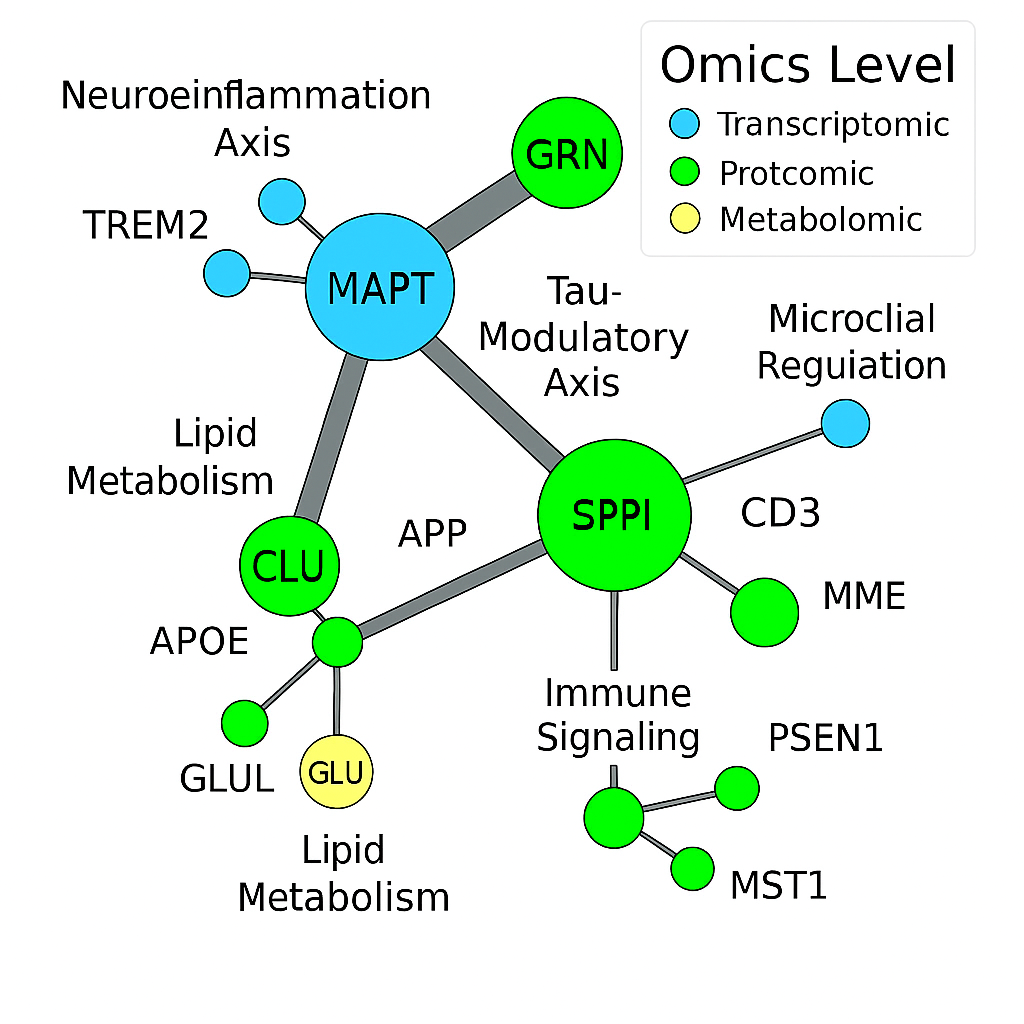 Omics Level
Transcriptomic
Protcomic
Metabolomic
Neuroeinflammation
Axis
GRN
TREM2
MAPT
Tau-
Modulatory
Axis
Microclial
Reguiation
Lipid
Metabolism
APP
SPPI
CD3
CLU
MME
APOE
Immune
Signaling
PSEN1
GLUL
GLU
Lipid
Metabolism
MST1